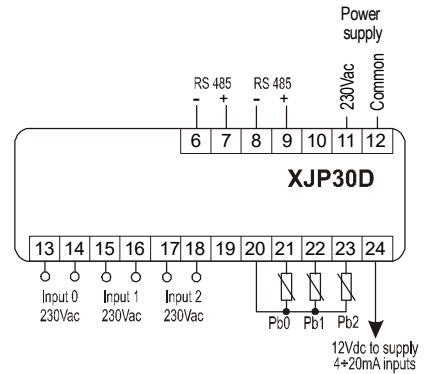 Power
supply
230Vac
Common
RS 485
RS 485
- + - +
6 7 8 9 10 11 12
XJP30D
13 14 15 16 17 18 19 20 21 22 23 24
Input 0
230Vac
Input 1
230Vac
Input 2
230Vac
Pb0 Pb1 Pb2
12Vdc to supply
4÷20mA inputs